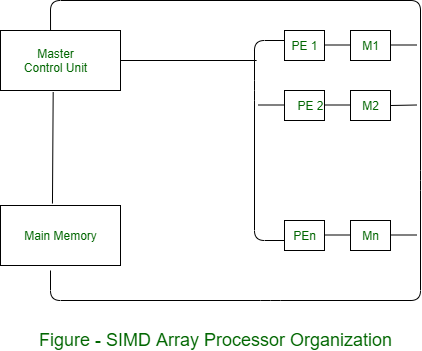 Master
Control Unit
PE 1
M1
PE 2
M2
Main Memory
PEn
Mn
Figure - SIMD Array Processor Organization